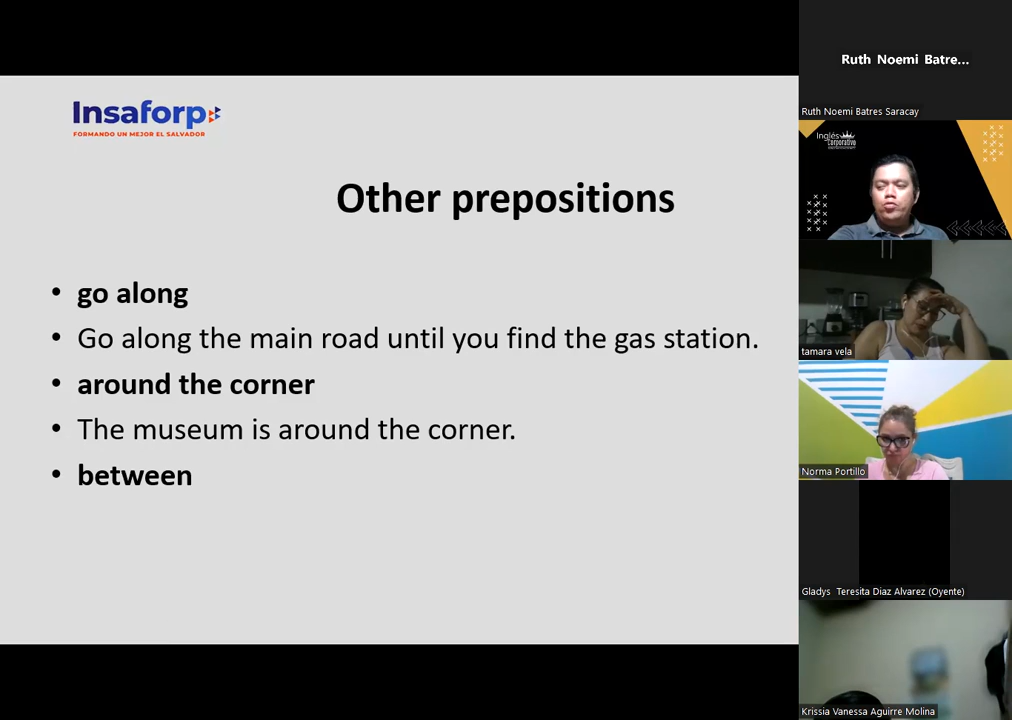 Insaforp
FORMANDO UN MEJOR EL SALVADOR
Other prepositions
• go along
• Go along the main road until you find the gas station.
• around the corner
• The museum is around the corner.
• between
Ruth Noemi Batre...
Ruth Noemi Batres Saracay
Inglés
Corporativo
tamara vela
Norma Portillo
Gladys Teresita Diaz Alvarez (Oyente)
Krissia Vanessa Aguirre Molina